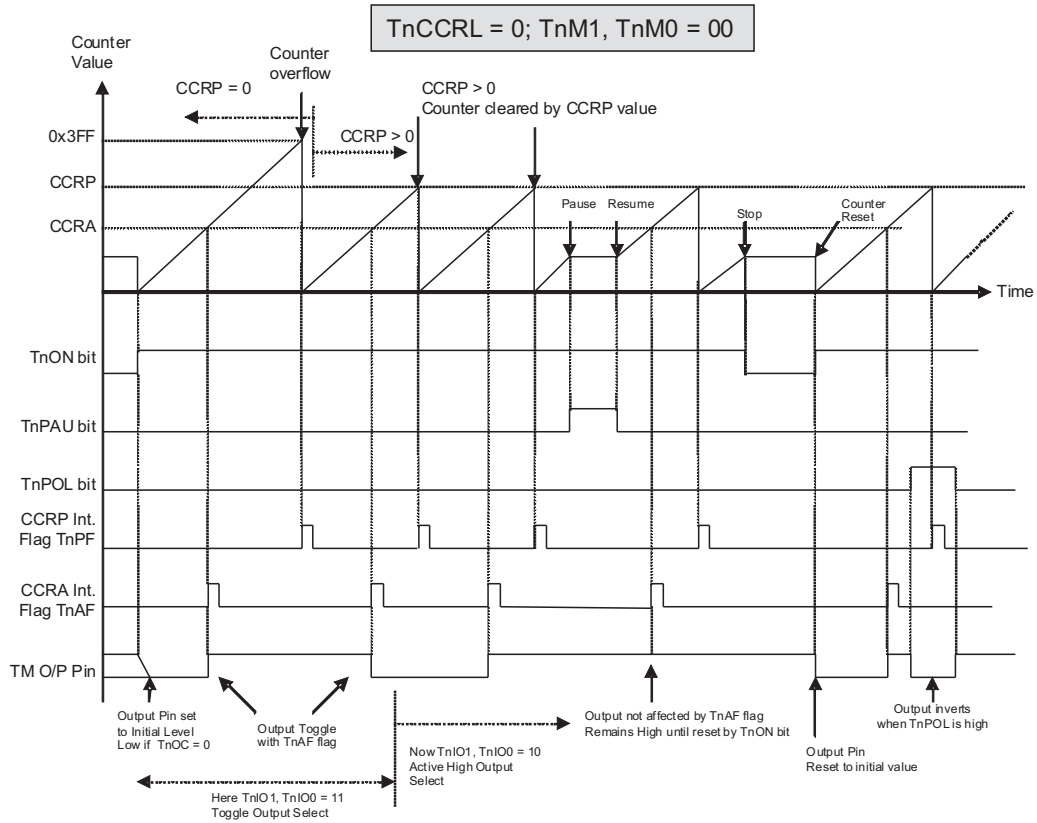 TnCCRL = 0; TnM1, TnM0 = 00
Counter
Value
Counter
overflow
CCRP = 0
CCRP > 0
CCRP > 0
Counter cleared by CCRP value
0x3FF
CCRP
CCRA
Pause
Resume
Stop
Counter
Reset
Time
TnON bit
TnPAU bit
TnPOL bit
CCRP Int.
Flag TnPF
CCRA Int.
Flag TnAF
TM O/P Pin
Output Pin set
to Initial Level
Low if TnOC = 0
Output Toggle
with TnAF flag
Now TnIO1, TnIO0 = 10
Active High Output
Select
Here TnIO1, TnIO0 = 11
Toggle Output Select
Output not affected by TnAF flag
Remains High until reset by TnON bit
Output Pin
Reset to initial value
Output inverts
when TnPOL is high